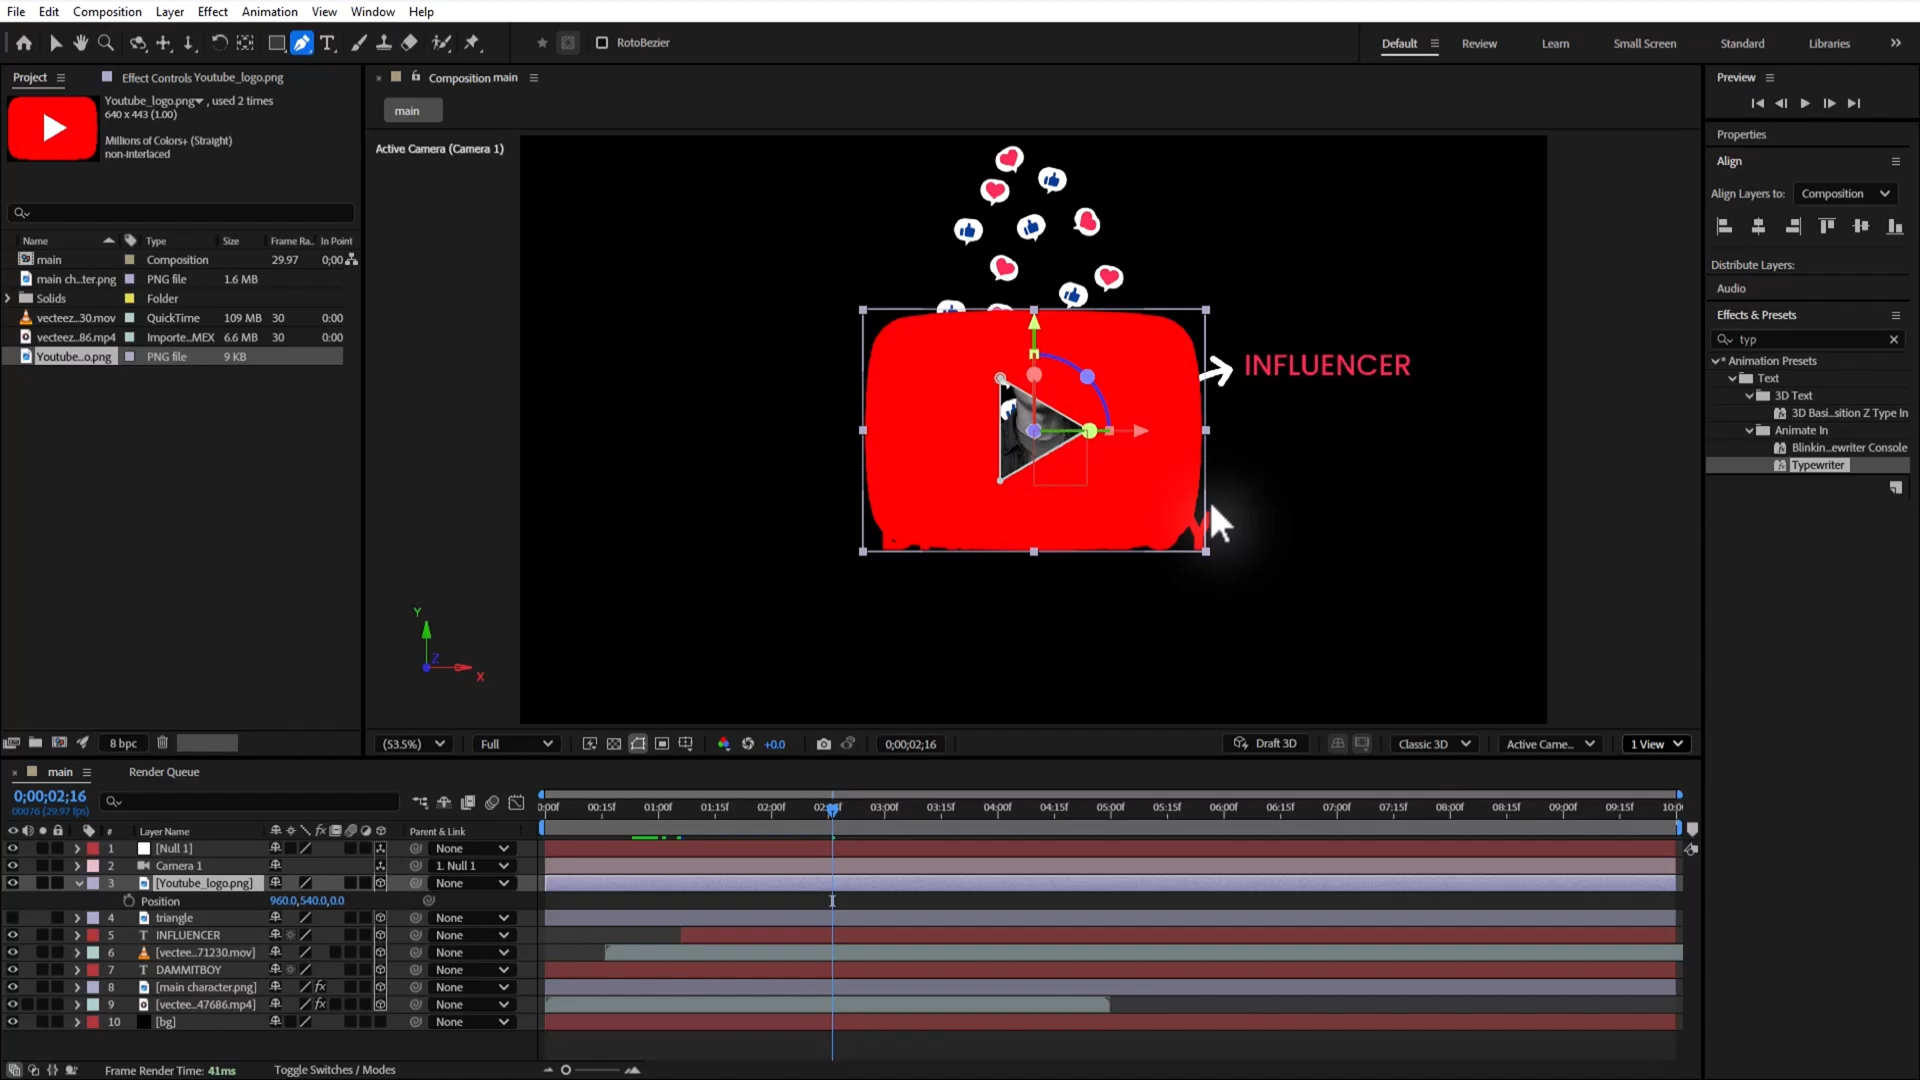 File Edit Composition Layer Effect Animation View Window Help
RotoBezier
Default Review Learn Small Screen Standard Libraries
Project Effect Controls Youtube_logo.png
Youtube_logo.png , used 2 times
640 x 443 (1.00)
Millions of Colors+ (Straight)
non-interlaced
Name Type Size Frame Ra... In Point
main Composition 29.97 0;00
main ch...ter.png PNG file 1.6 MB
Solids Folder
vecteez...30.mov QuickTime 109 MB 30 0:00
vecteez...86.mp4 Importe...MEX 6.6 MB 30 0:00
Youtube...o.png PNG file 9 KB
8 bpc
Composition main
main
Active Camera (Camera 1)
INFLUENCER
Y
Z
X
(53.5%) Full +0.0 0;00;02;16 Draft 3D Classic 3D Active Came... 1 View
Preview
Properties
Align
Align Layers to: Composition
Distribute Layers:
Audio
Effects & Presets
typ
* Animation Presets
Text
3D Text
3D Basi...sition Z Type In
Animate In
Blinkin...ewriter Console
Typewriter
main Render Queue
0;00;02;16
00076 (29.97 fps)
:00f 00:15f 01:00f 01:15f 02:00f 03:00f 03:15f 04:00f 04:15f 05:00f 05:15f 06:00f 06:15f 07:00f 07:15f 08:00f 08:15f 09:00f 09:15f 10:0
# Layer Name fx Parent & Link
1 [Null 1] None
2 Camera 1 1. Null 1
3 [Youtube_logo.png] None
Position 960.0,540.0,0.0
4 triangle None
5 T INFLUENCER None
6 [vectee...71230.mov] None
7 T DAMMITBOY None
8 [main character.png] fx None
9 [vectee...47686.mp4] fx None
10 [bg] None
Frame Render Time: 41ms Toggle Switches / Modes